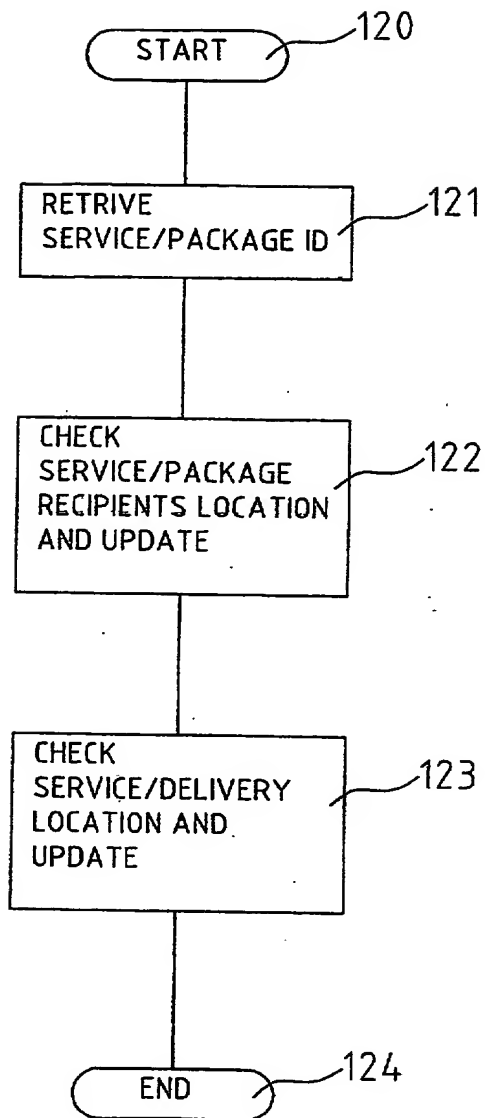 START
120
RETRIVE
SERVICE/PACKAGE ID
121
CHECK
SERVICE/PACKAGE
RECIPIENTS LOCATION
AND UPDATE
122
CHECK
SERVICE/DELIVERY
LOCATION AND
UPDATE
123
END
124